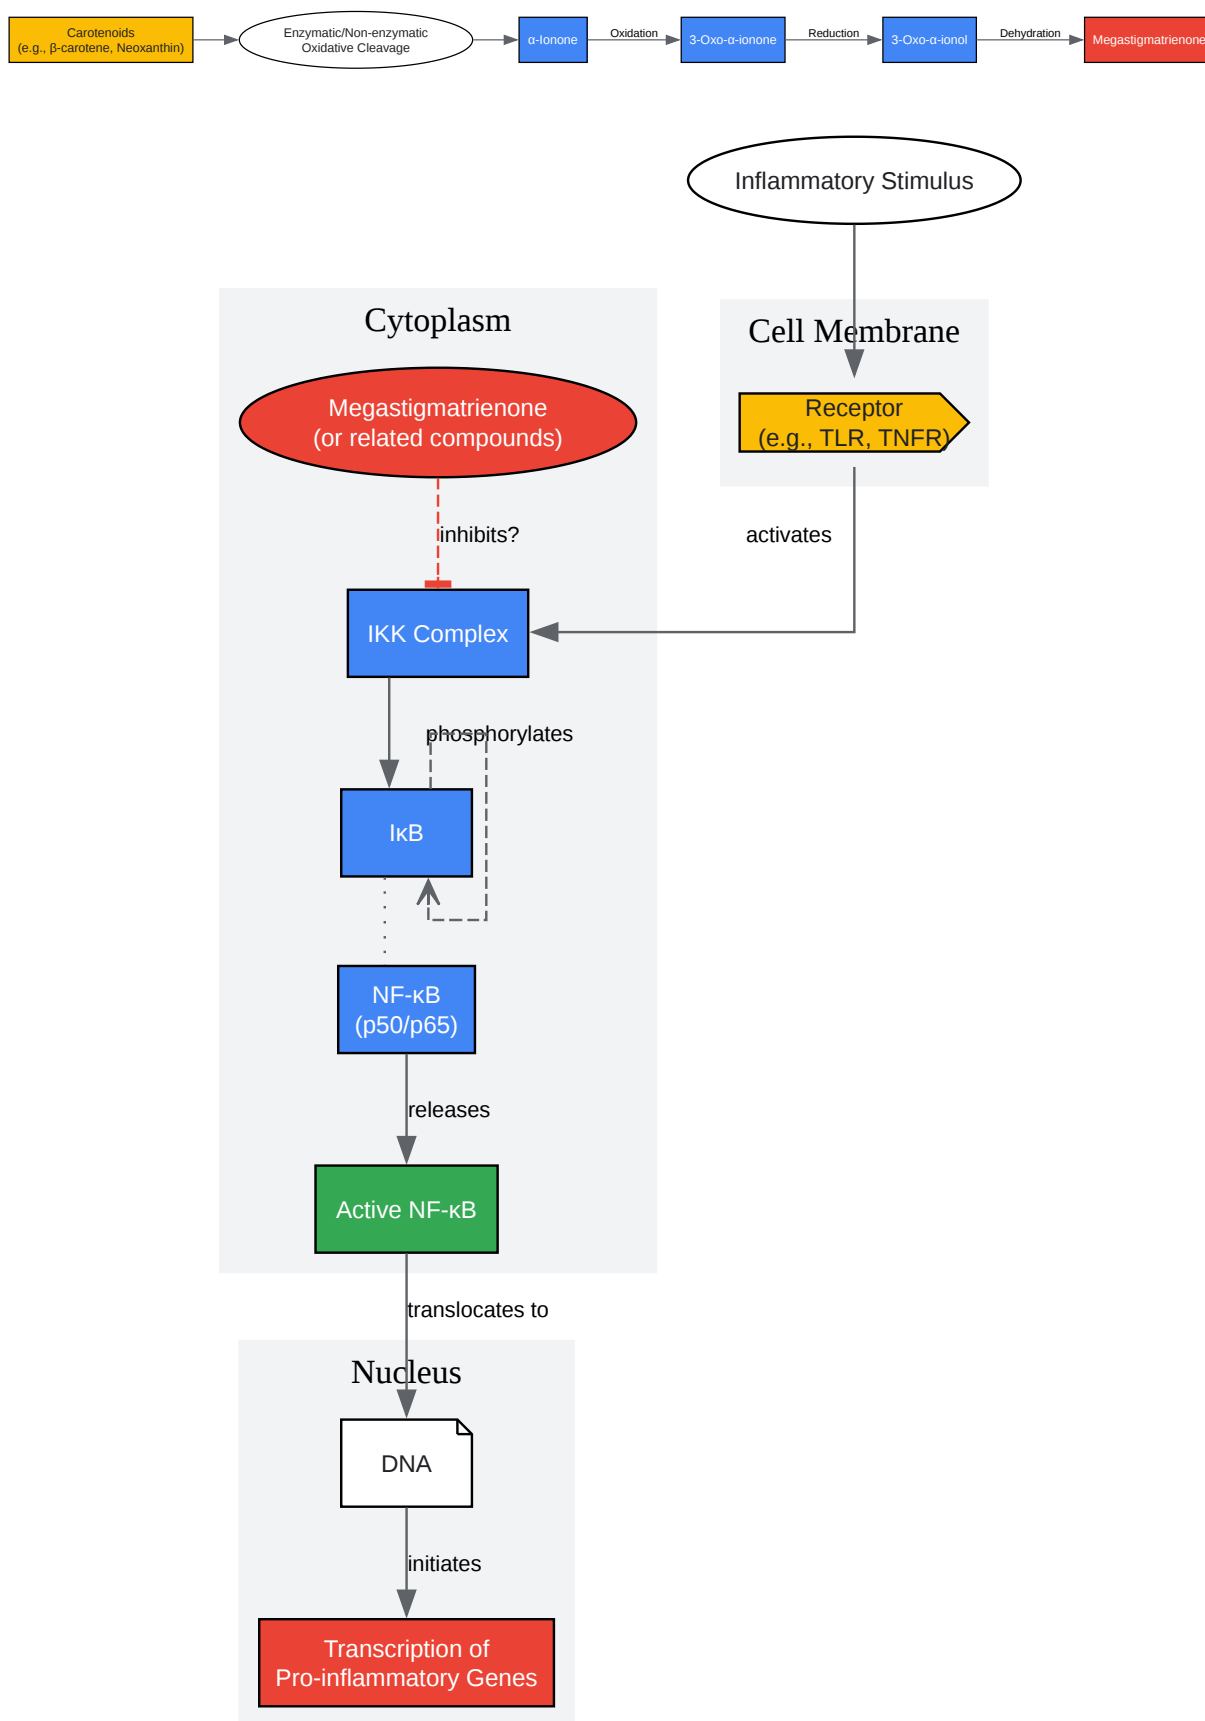 Carotenoids
(e.g., β-carotene, Neoxanthin)
Enzymatic/Non-enzymatic
Oxidative Cleavage
α-Ionone
Oxidation
3-Oxo-α-ionone
Reduction
3-Oxo-α-ionol
Dehydration
Megastigmatrienone
Inflammatory Stimulus
Cytoplasm
Cell Membrane
Megastigmatrienone
(or related compounds)
Receptor
(e.g., TLR, TNFR)
inhibits?
activates
IKK Complex
phosphorylates
IκB
NF-κB
(p50/p65)
releases
Active NF-κB
translocates to
Nucleus
DNA
initiates
Transcription of
Pro-inflammatory Genes